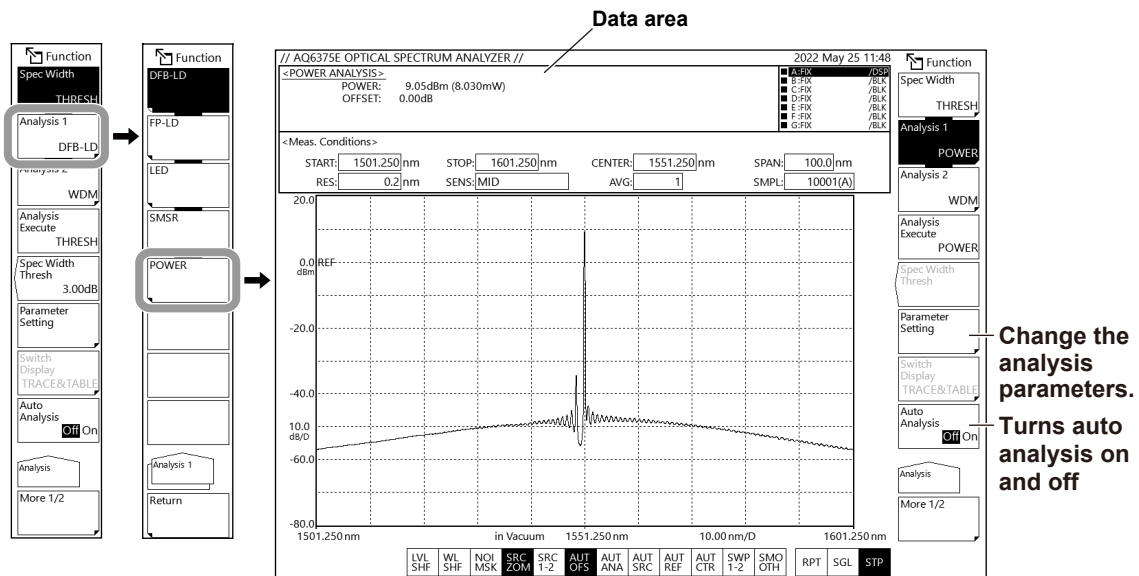 Data area
Function
Spec Width
THRESH
Analysis 1
DFB-LD
Analysis 2
WDM
Analysis
Execute
THRESH
Spec Width
Thresh
3.00dB
Parameter
Setting
Switch
Display
TRACE&TABLE
Auto
Analysis
Off On
Analysis
More 1/2
Function
DFB-LD
FP-LD
LED
SMSR
POWER
Analysis 1
Return
// AQ6375E OPTICAL SPECTRUM ANALYZER // 2022 May 25 11:48
<POWER ANALYSIS>
POWER: 9.05dBm (8.030mW)
OFFSET: 0.00dB
A:FIX /DSP
B:FIX /BLK
C:FIX /BLK
D:FIX /BLK
E:FIX /BLK
F:FIX /BLK
G:FIX /BLK
<Meas. Conditions>
START: 1501.250 nm STOP: 1601.250 nm CENTER: 1551.250 nm SPAN: 100.0 nm
RES: 0.2 nm SENS: MID AVG: 1 SMPL: 10001(A)
20.0
0.0 REF
dBm
-20.0
-40.0
10.0
dB/D
-60.0
-80.0
1501.250 nm in Vacuum 1551.250 nm 10.00 nm/D 1601.250 nm
LVL SHF WL SHF NOI MSK SRC ZOM SRC 1-2 AUT OFS AUT ANA AUT SRC AUT REF AUT CTR SWP 1-2 SMO OTH RPT SGL STP
Function
Spec Width
THRESH
Analysis 1
POWER
Analysis 2
WDM
Analysis
Execute
POWER
Spec Width
Thresh
Parameter
Setting
Switch
Display
TRACE&TABLE
Auto
Analysis
Off On
Analysis
More 1/2
Change the
analysis
parameters.
Turns auto
analysis on
and off